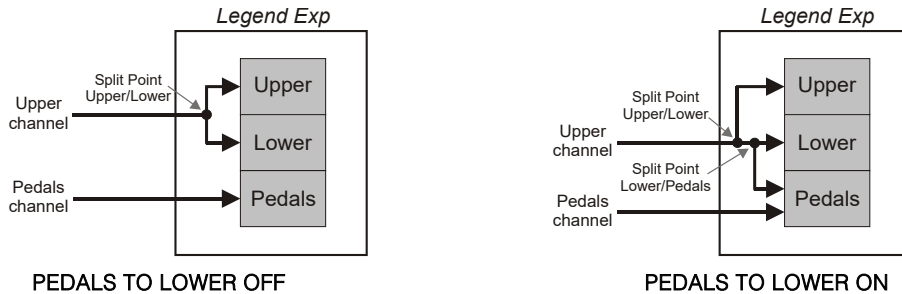 Legend Exp
Split Point
Upper/Lower
Upper
channel
Upper
Lower
Pedals
channel
Pedals
PEDALS TO LOWER OFF
Legend Exp
Split Point
Upper/Lower
Upper
channel
Split Point
Lower/Pedals
Pedals
channel
Upper
Lower
Pedals
PEDALS TO LOWER ON